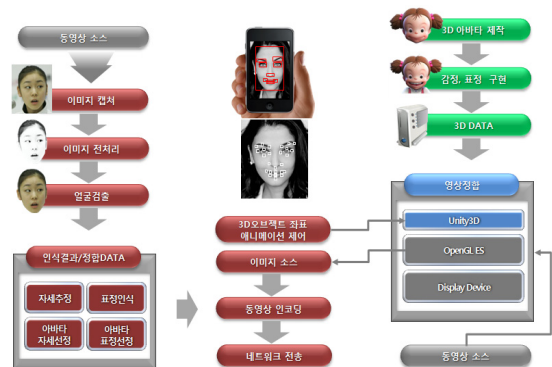 동영상 소스
이미지 캡쳐
이미지 전처리
얼굴검출
인식결과/정합DATA
자세추정
표정인식
아바타
자세선정
아바타
표정선정
3D오브젝트 좌표
애니메이션 제어
이미지 소스
동영상 인코딩
네트워크 전송
3D 아바타 제작
감정, 표정 구현
3D DATA
영상정합
Unity3D
OpenGL ES
Display Device
동영상 소스